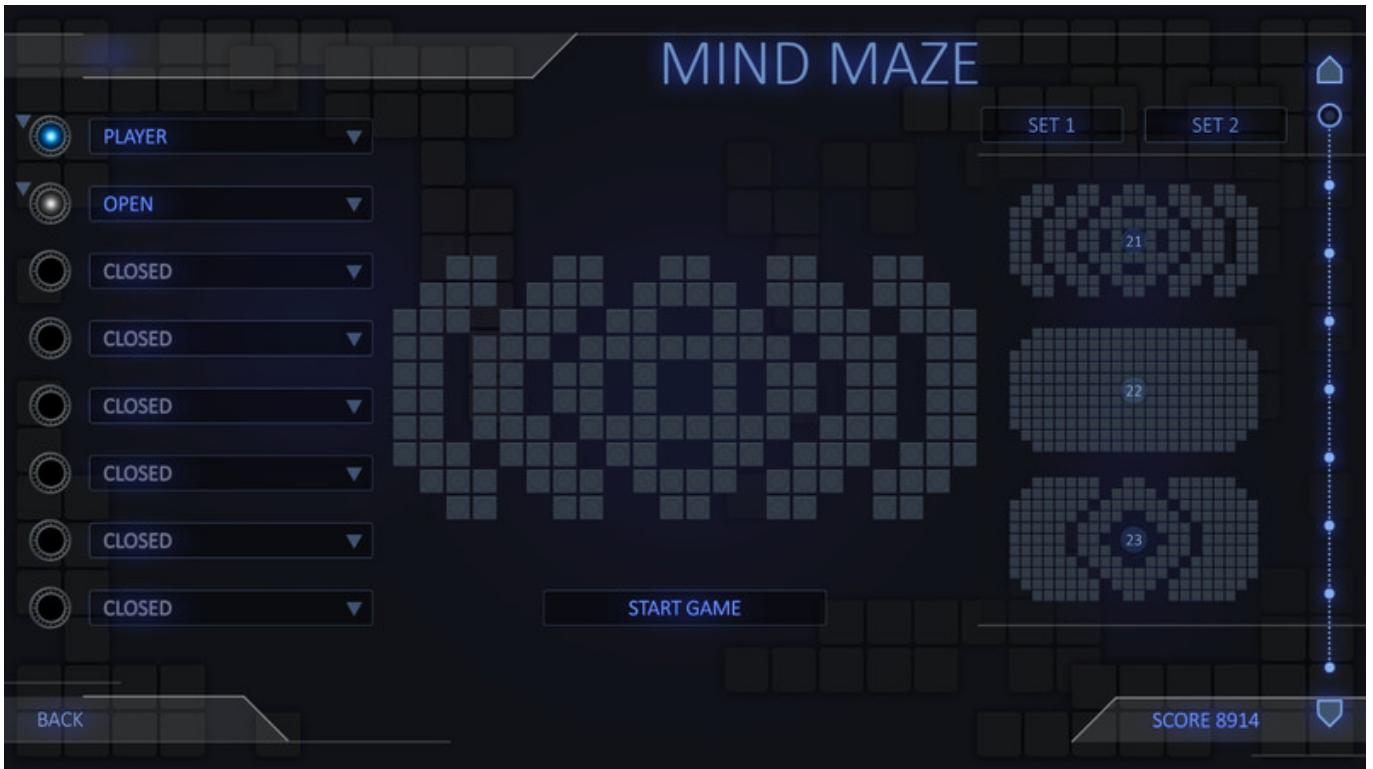 MIND MAZE
PLAYER
OPEN
CLOSED
CLOSED
CLOSED
CLOSED
CLOSED
CLOSED
START GAME
SET 1
SET 2
21
22
23
BACK
SCORE 8914